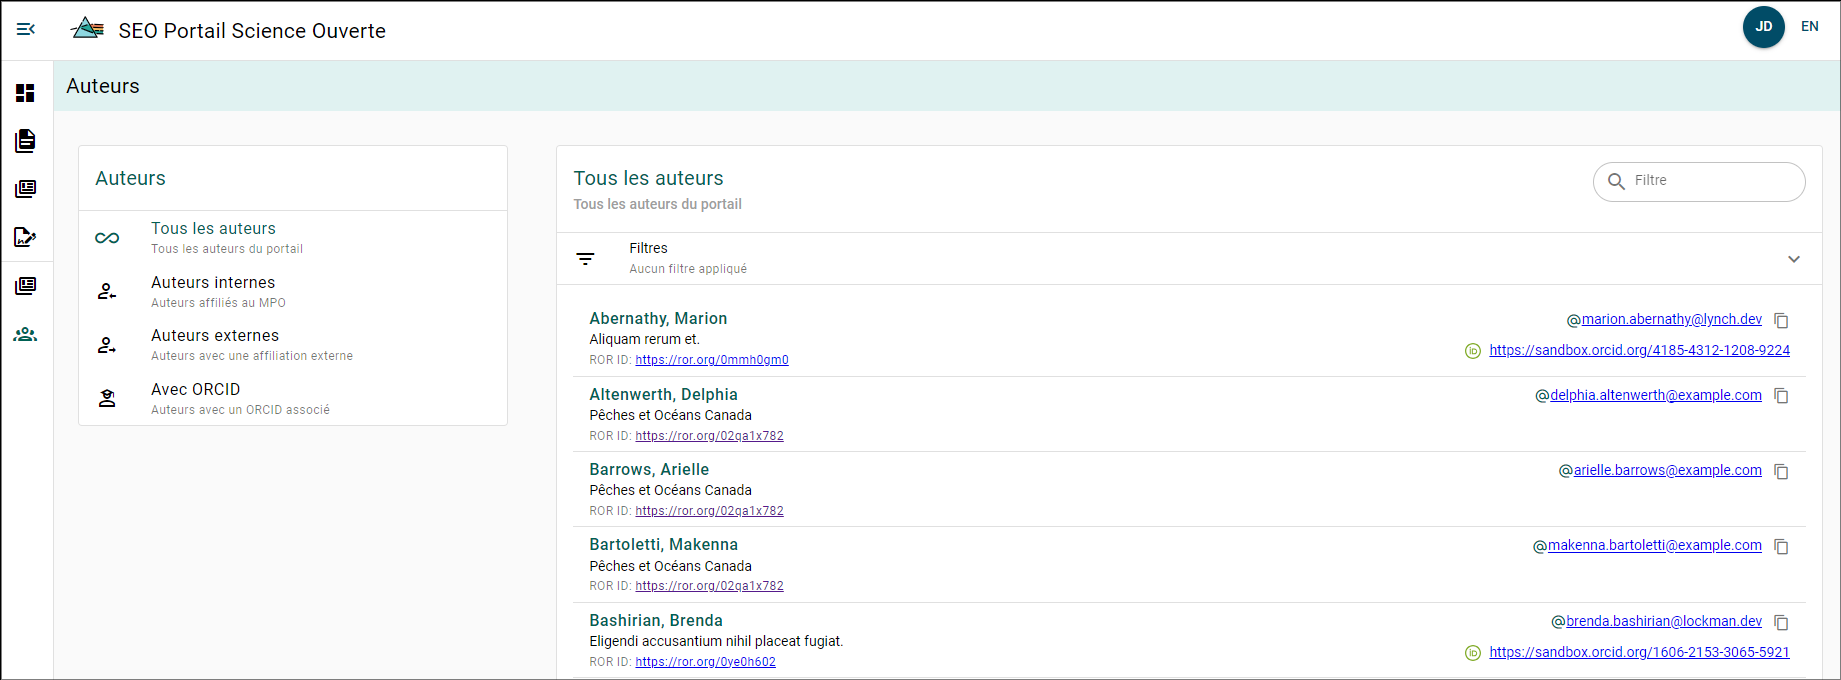 SEO Portail Science Ouverte
JD
EN
Auteurs
Auteurs
Tous les auteurs
Tous les auteurs du portail
Auteurs internes
Auteurs affiliés au MPO
Auteurs externes
Auteurs avec une affiliation externe
Avec ORCID
Auteurs avec un ORCID associé
Tous les auteurs
Tous les auteurs du portail
Filtre
Filtres
Aucun filtre appliqué
Abernathy, Marion
Aliquam rerum et.
ROR ID: https://ror.org/0mmh0gm0
@marion.abernathy@lynch.dev
iD https://sandbox.orcid.org/4185-4312-1208-9224
Altenwerth, Delphia
Pêches et Océans Canada
ROR ID: https://ror.org/02qa1x782
@delphia.altenwerth@example.com
Barrows, Arielle
Pêches et Océans Canada
ROR ID: https://ror.org/02qa1x782
@arielle.barrows@example.com
Bartoletti, Makenna
Pêches et Océans Canada
ROR ID: https://ror.org/02qa1x782
@makenna.bartoletti@example.com
Bashirian, Brenda
Eligendi accusantium nihil placeat fugiat.
ROR ID: https://ror.org/0ye0h602
@brenda.bashirian@lockman.dev
iD https://sandbox.orcid.org/1606-2153-3065-5921